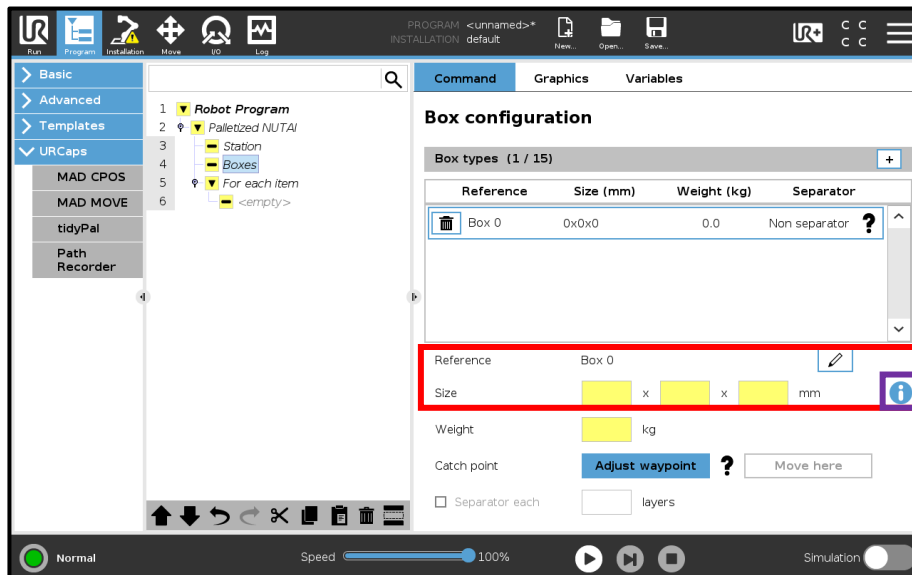 PROGRAM <unnamed>*
INSTALLATION default
Run Program Installation Move I/O Log New... Open... Save...
UR+ C C
C C
Basic
Advanced
Templates
URCaps
MAD CPOS
MAD MOVE
tidyPal
Path
Recorder
1 Robot Program
2 Palletized NUTAI
3 Station
4 Boxes
5 For each item
6 <empty>
Command Graphics Variables
Box configuration
Box types (1 / 15) +
Reference Size (mm) Weight (kg) Separator
Box 0 0x0x0 0.0 Non separator ?
Reference Box 0
Size x x mm i
Weight kg
Catch point Adjust waypoint ? Move here
Separator each layers
Normal Speed 100% Simulation